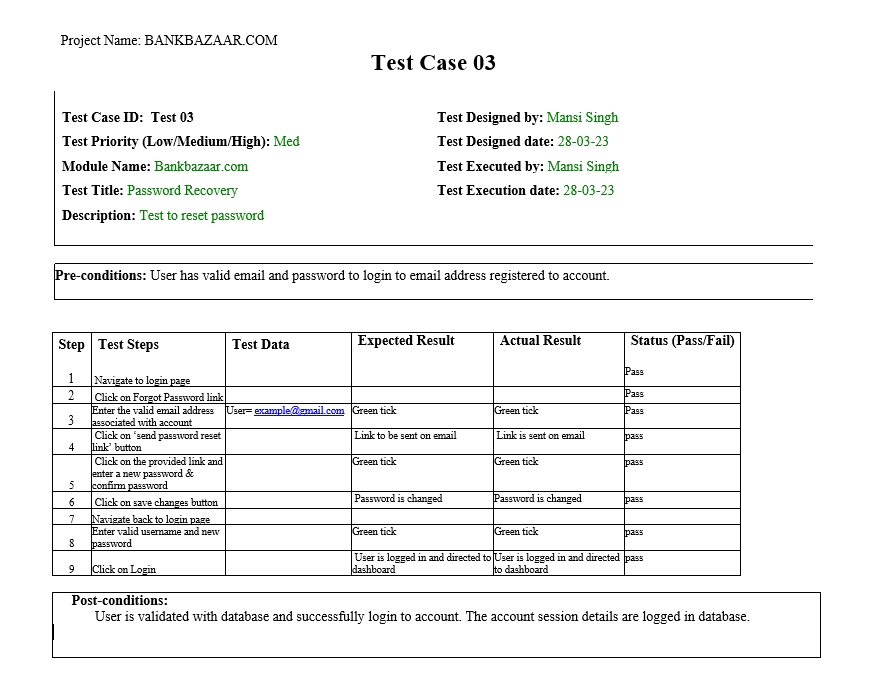 Project Name: BANKBAZAAR.COM
Test Case 03
Test Case ID: Test 03
Test Designed by: Mansi Singh
Test Priority (Low/Medium/High): Med
Test Designed date: 28-03-23
Module Name: Bankbazaar.com
Test Executed by: Mansi Singh
Test Title: Password Recovery
Test Execution date: 28-03-23
Description: Test to reset password
Pre-conditions: User has valid email and password to login to email address registered to account.
Step Test Steps Test Data Expected Result Actual Result Status (Pass/Fail)
1 Navigate to login page Pass
2 Click on Forgot Password link Pass
3 Enter the valid email address
associated with account
User= example@gmail.com Green tick Green tick Pass
4 Click on ‘send password reset
link’ button
Link to be sent on email Link is sent on email pass
5 Click on the provided link and
enter a new password &
confirm password
Green tick Green tick pass
6 Click on save changes button Password is changed Password is changed pass
7 Navigate back to login page
8 Enter valid username and new
password
Green tick Green tick pass
9 Click on Login
User is logged in and directed to
dashboard
User is logged in and directed
to dashboard
pass
Post-conditions:
User is validated with database and successfully login to account. The account session details are logged in database.